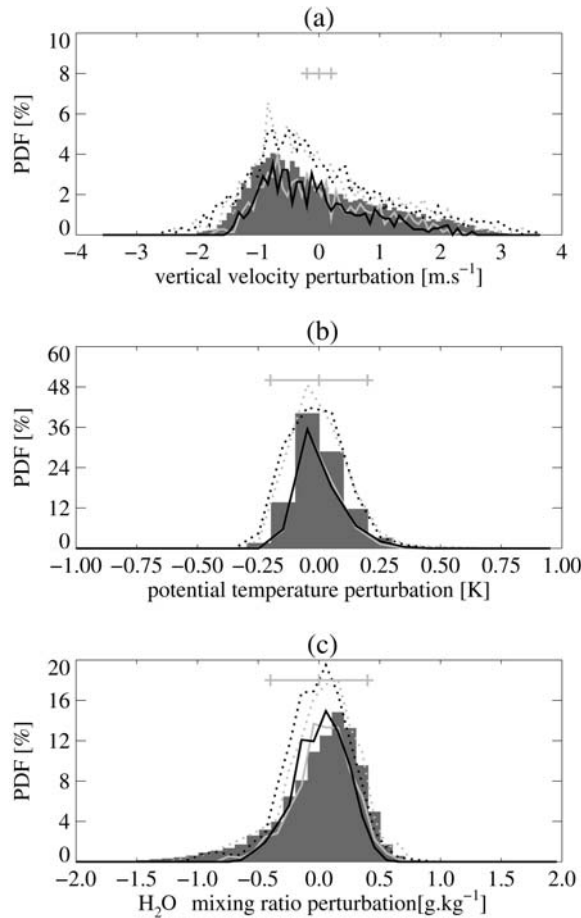 (a)
PDF [%]
10
8
6
4
2
0
−4 −3 −2 −1 0 1 2 3 4
vertical velocity perturbation [m.s⁻¹]
(b)
PDF [%]
60
48
36
24
12
0
−1.00 −0.75 −0.50 −0.25 0.00 0.25 0.50 0.75 1.00
potential temperature perturbation [K]
(c)
PDF [%]
20
16
12
8
4
0
−2.0 −1.5 −1.0 −0.5 0.0 0.5 1.0 1.5 2.0
H₂O mixing ratio perturbation[g.kg⁻¹]